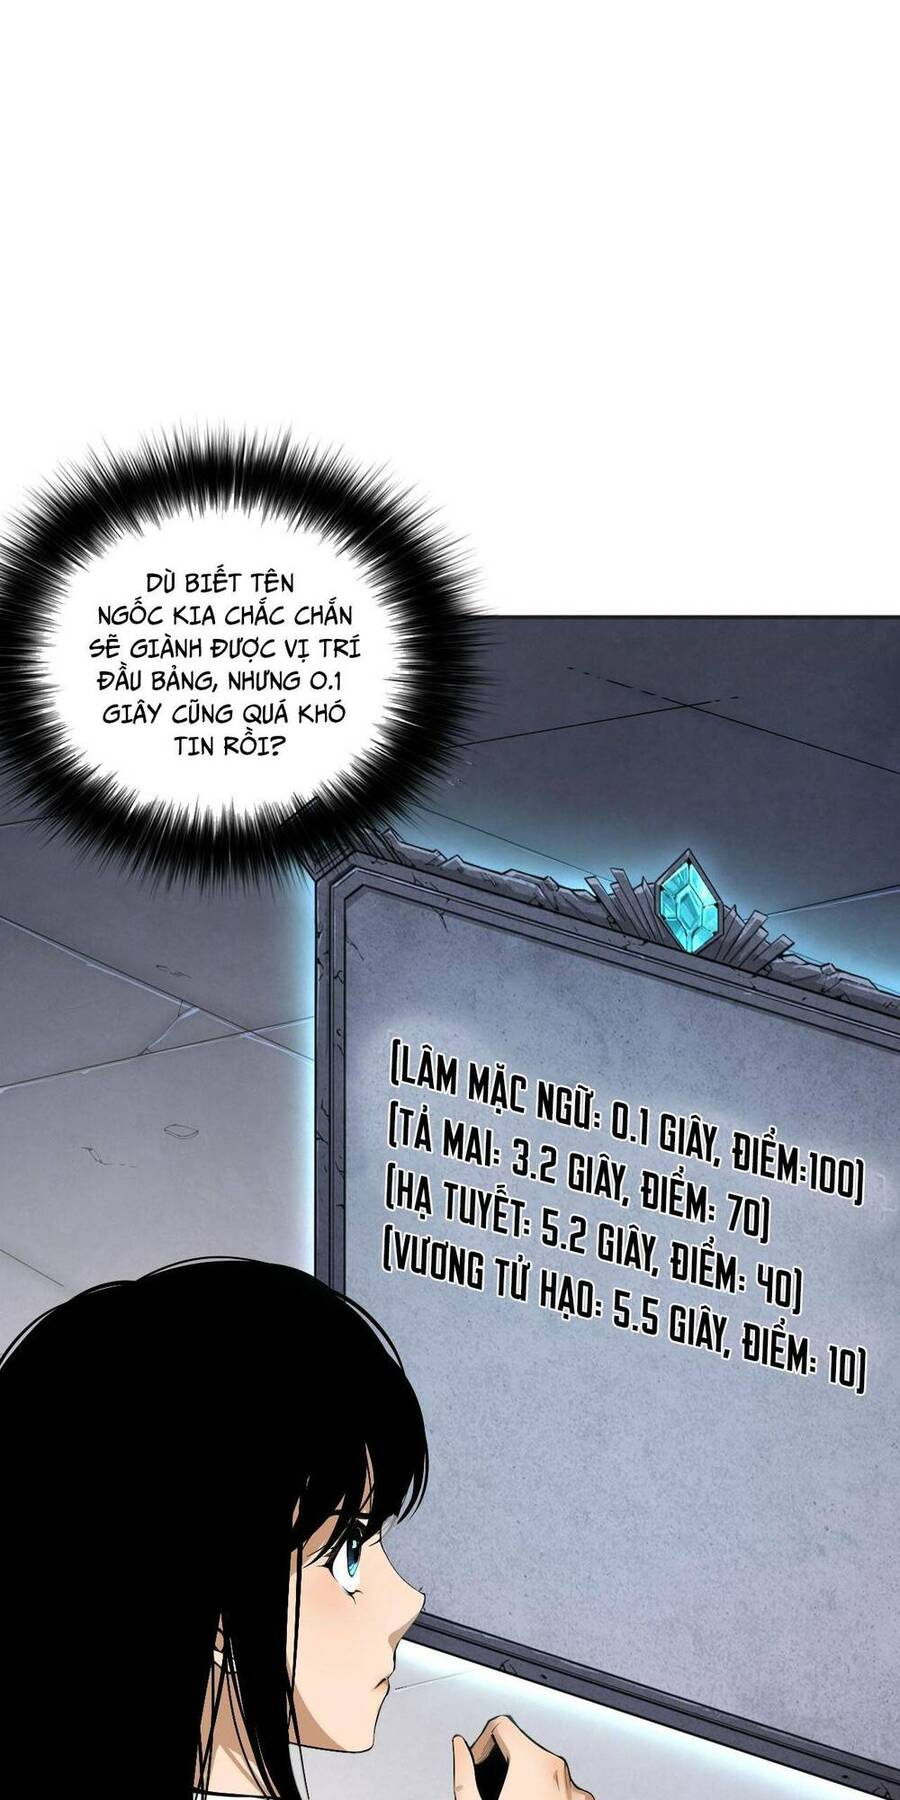 DÙ BIẾT TÊN
NGỐC KIA CHẮC CHẮN
SẼ GIÀNH ĐƯỢC VỊ TRÍ
ĐẦU BẢNG, NHƯNG 0.1
GIÂY CŨNG QUÁ KHÓ
TIN RỒI?
(LÂM MẶC NGỮ: 0.1 GIÂY, ĐIỂM:100)
(TẢ MAI: 3.2 GIÂY, ĐIỂM: 70)
(HẠ TUYẾT: 5.2 GIÂY, ĐIỂM: 40)
(VƯƠNG TỬ HẠO: 5.5 GIÂY, ĐIỂM: 10)